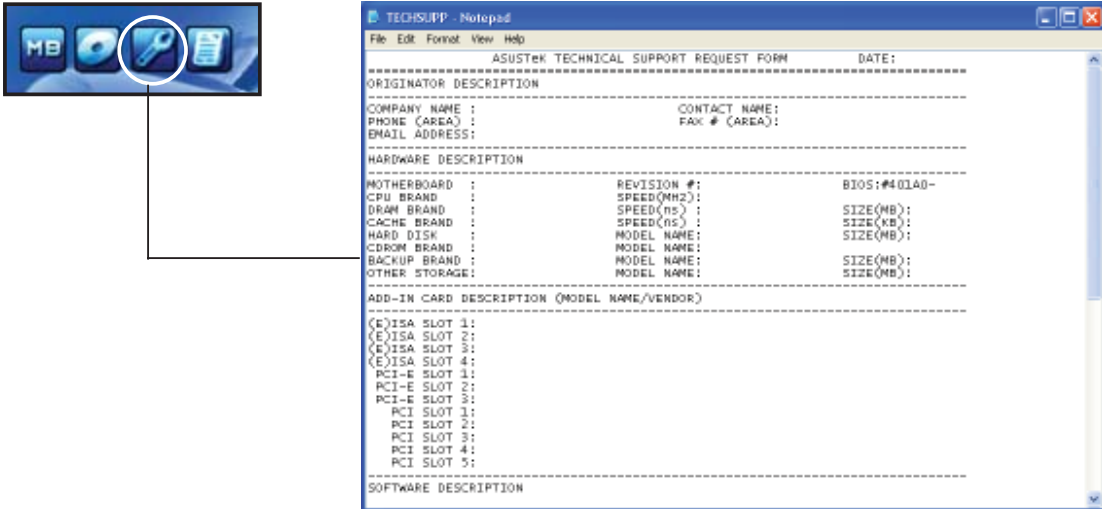 MB
TECHSUPP - Notepad
File Edit Format View Help
ASUSTeK TECHNICAL SUPPORT REQUEST FORM DATE:
==========================================================================
ORIGINATOR DESCRIPTION
--------------------------------------------------------------------------
COMPANY NAME : CONTACT NAME:
PHONE (AREA) : FAX # (AREA):
EMAIL ADDRESS:
--------------------------------------------------------------------------
HARDWARE DESCRIPTION
--------------------------------------------------------------------------
MOTHERBOARD : REVISION #: BIOS:#401A0-
CPU BRAND : SPEED(MHZ):
DRAM BRAND : SPEED(ns) : SIZE(MB):
CACHE BRAND : SPEED(ns) : SIZE(KB):
HARD DISK : MODEL NAME: SIZE(MB):
CDROM BRAND : MODEL NAME:
BACKUP BRAND : MODEL NAME: SIZE(MB):
OTHER STORAGE: MODEL NAME: SIZE(MB):
--------------------------------------------------------------------------
ADD-IN CARD DESCRIPTION (MODEL NAME/VENDOR)
--------------------------------------------------------------------------
(E)ISA SLOT 1:
(E)ISA SLOT 2:
(E)ISA SLOT 3:
(E)ISA SLOT 4:
PCI-E SLOT 1:
PCI-E SLOT 2:
PCI-E SLOT 3:
PCI SLOT 1:
PCI SLOT 2:
PCI SLOT 3:
PCI SLOT 4:
PCI SLOT 5:
--------------------------------------------------------------------------
SOFTWARE DESCRIPTION